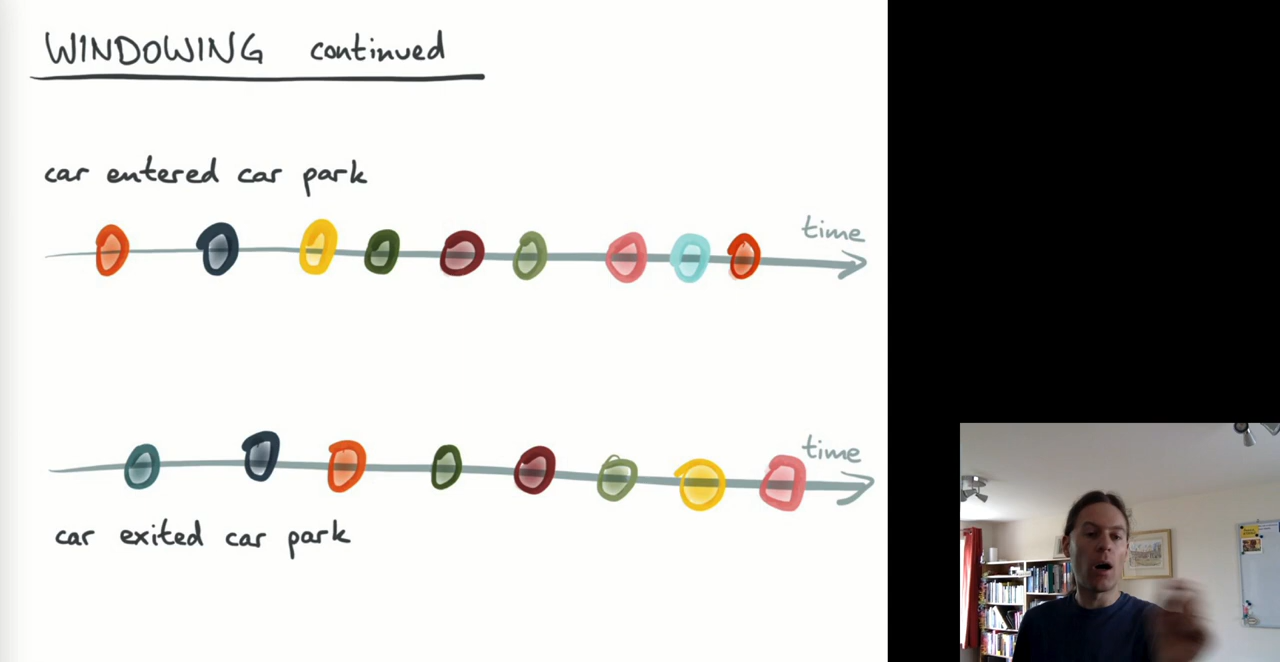 WINDOWING continued
car entered car park
time
time
car exited car park